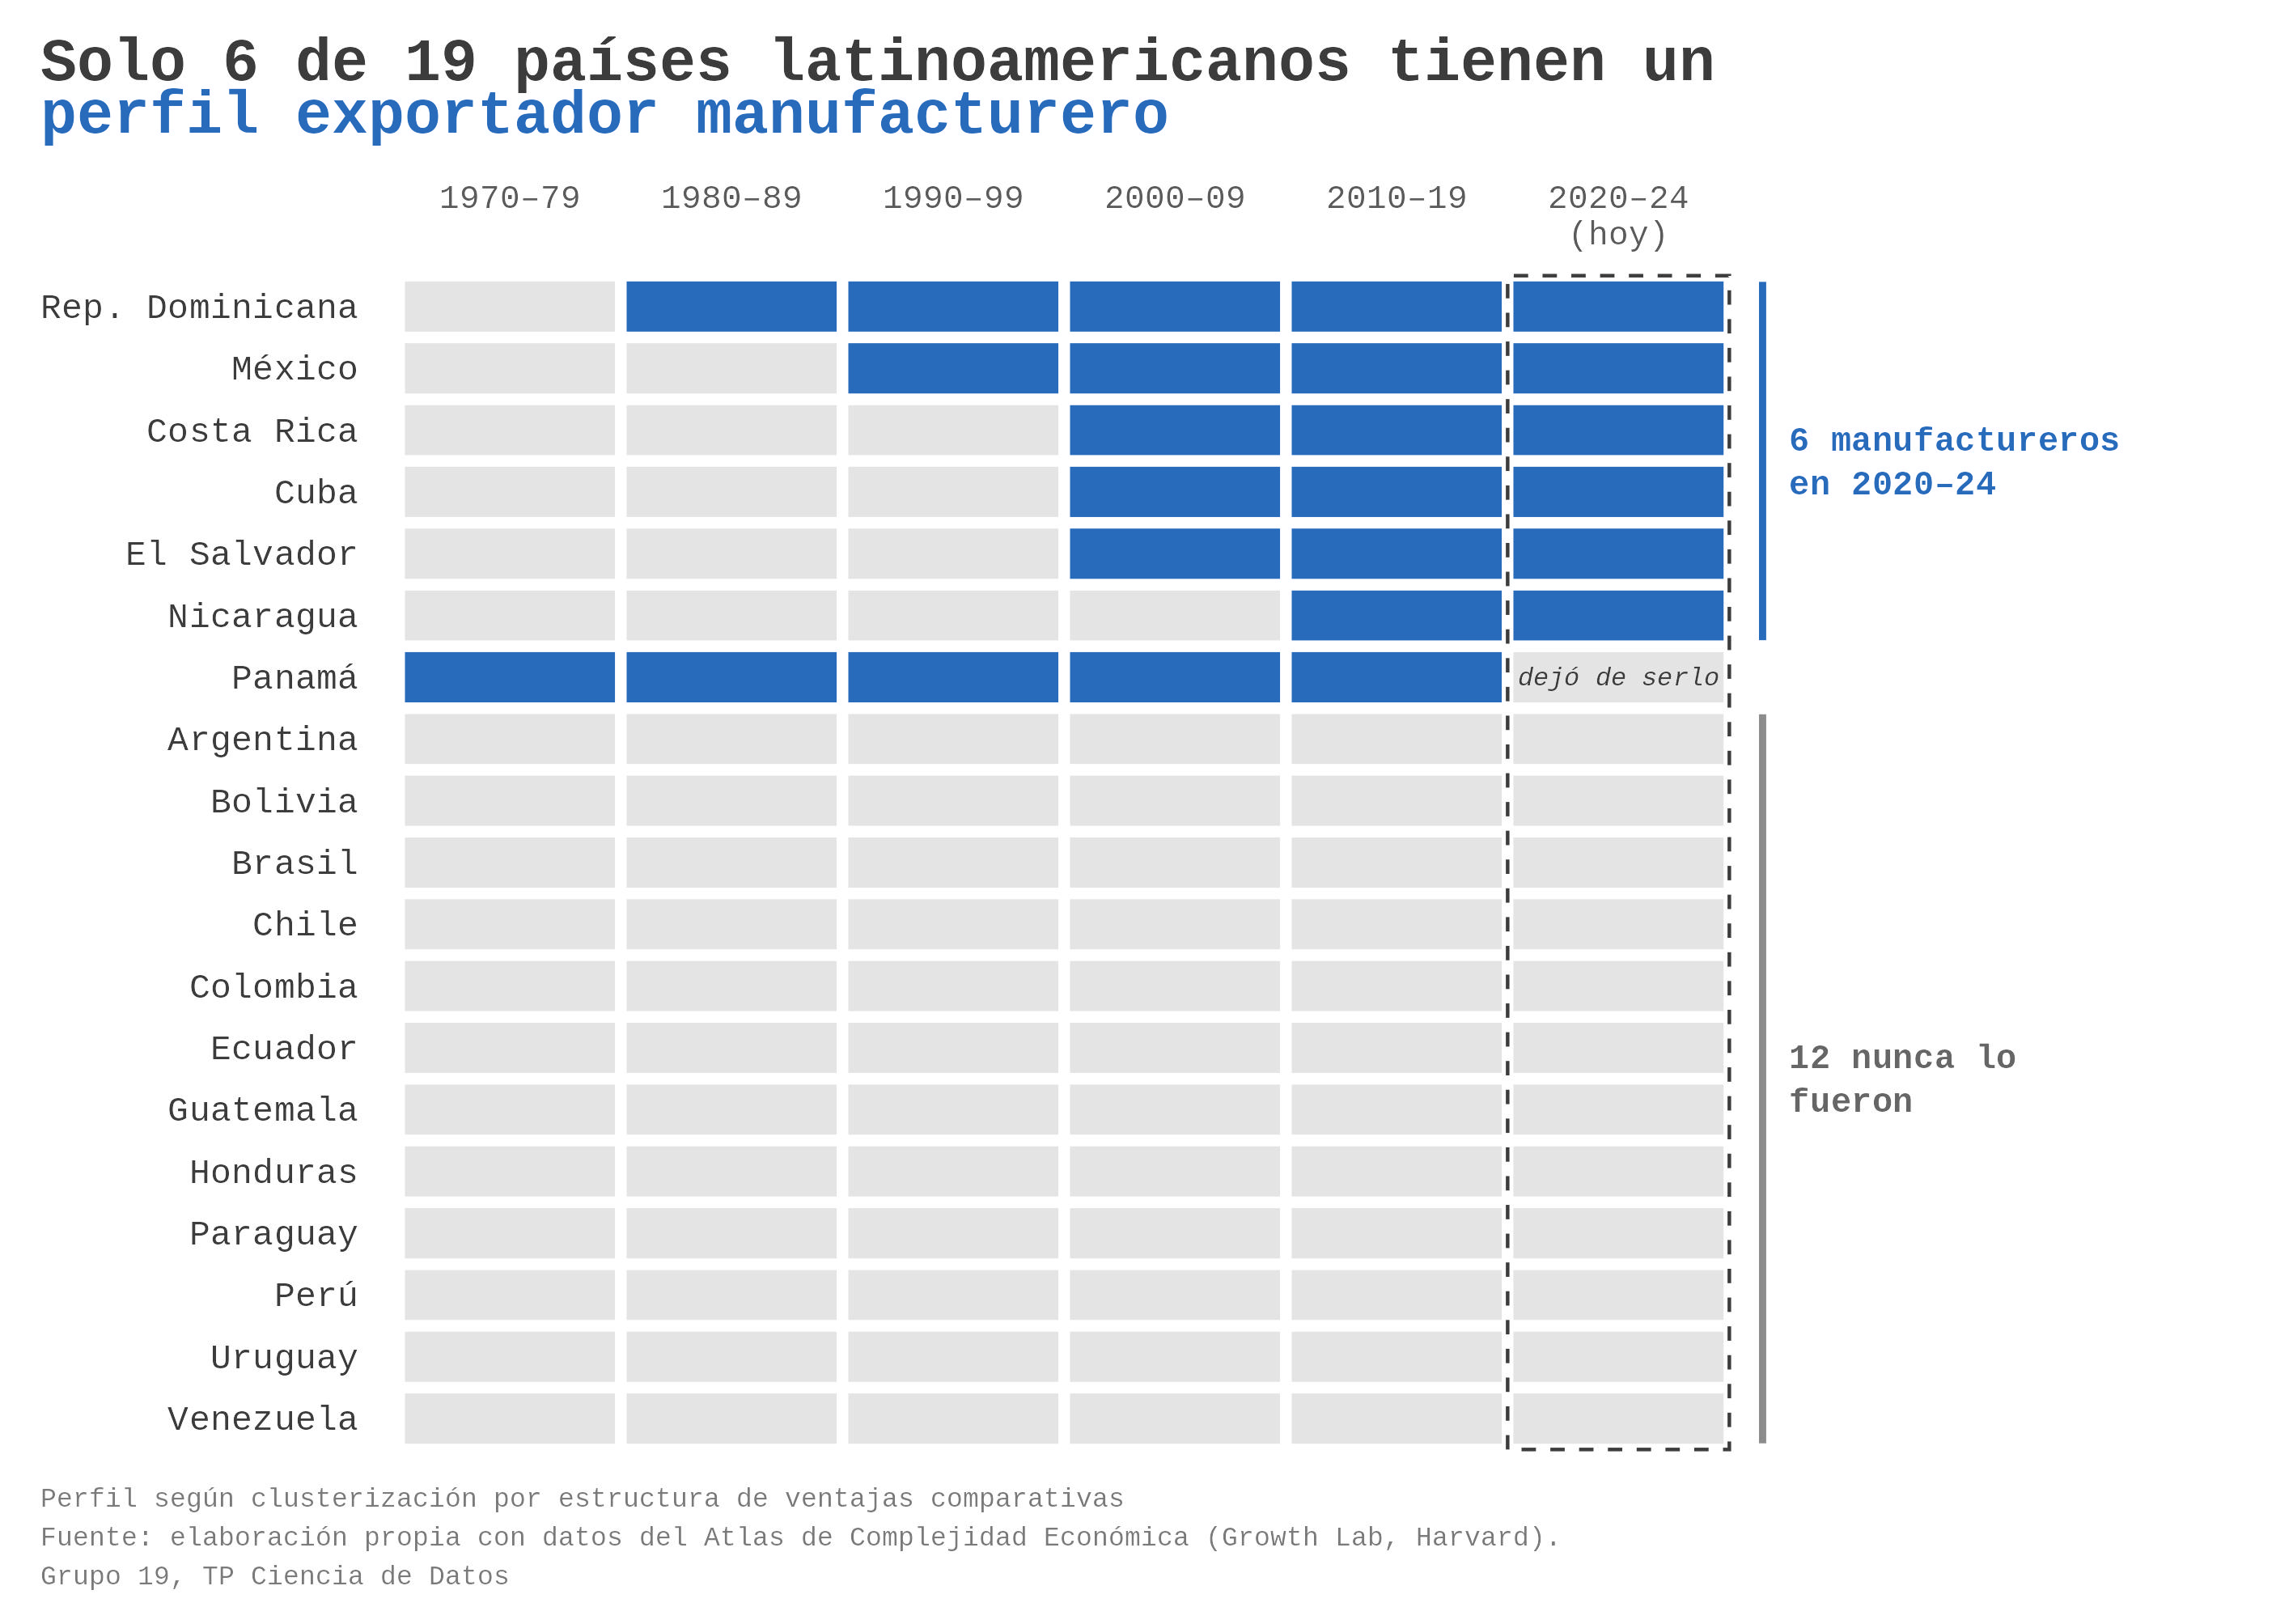 Solo 6 de 19 países latinoamericanos tienen un
perfil exportador manufacturero
1970–79 1980–89 1990–99 2000–09 2010–19 2020–24
(hoy)
Rep. Dominicana
México
Costa Rica
6 manufactureros
Cuba
en 2020–24
El Salvador
Nicaragua
Panamá dejó de serlo
Argentina
Bolivia
Brasil
Chile
Colombia
Ecuador
12 nunca lo
Guatemala
fueron
Honduras
Paraguay
Perú
Uruguay
Venezuela
Perfil según clusterización por estructura de ventajas comparativas
Fuente: elaboración propia con datos del Atlas de Complejidad Económica (Growth Lab, Harvard).
Grupo 19, TP Ciencia de Datos